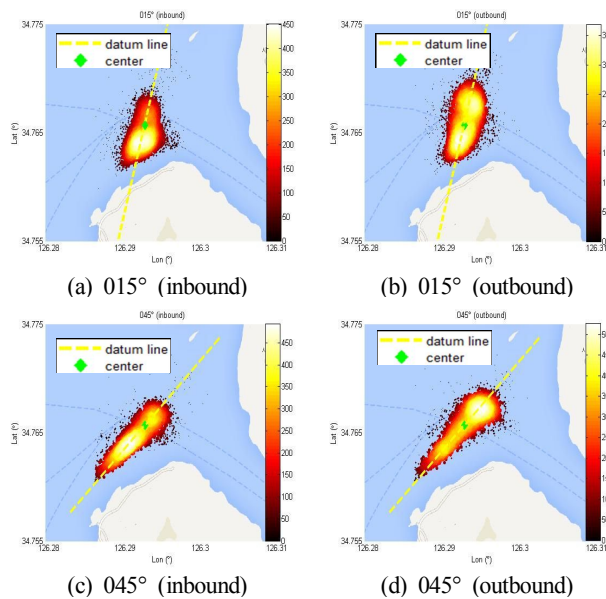 015° (inbound)
34.775
datum line
center
34.765
Lat (°)
34.755
126.28
126.29
126.3
126.31
Lon (°)
450
400
350
300
250
200
150
100
50
0
(a) 015° (inbound)
015° (outbound)
34.775
datum line
center
34.765
Lat (°)
34.755
126.28
126.29
126.3
126.31
Lon (°)
0
(b) 015° (outbound)
045° (inbound)
34.775
datum line
center
34.765
Lat (°)
34.755
126.28
126.29
126.3
126.31
Lon (°)
450
400
350
300
250
200
150
100
50
0
(c) 045° (inbound)
045° (outbound)
34.775
datum line
center
34.765
Lat (°)
34.755
126.28
126.29
126.3
126.31
Lon (°)
0
(d) 045° (outbound)